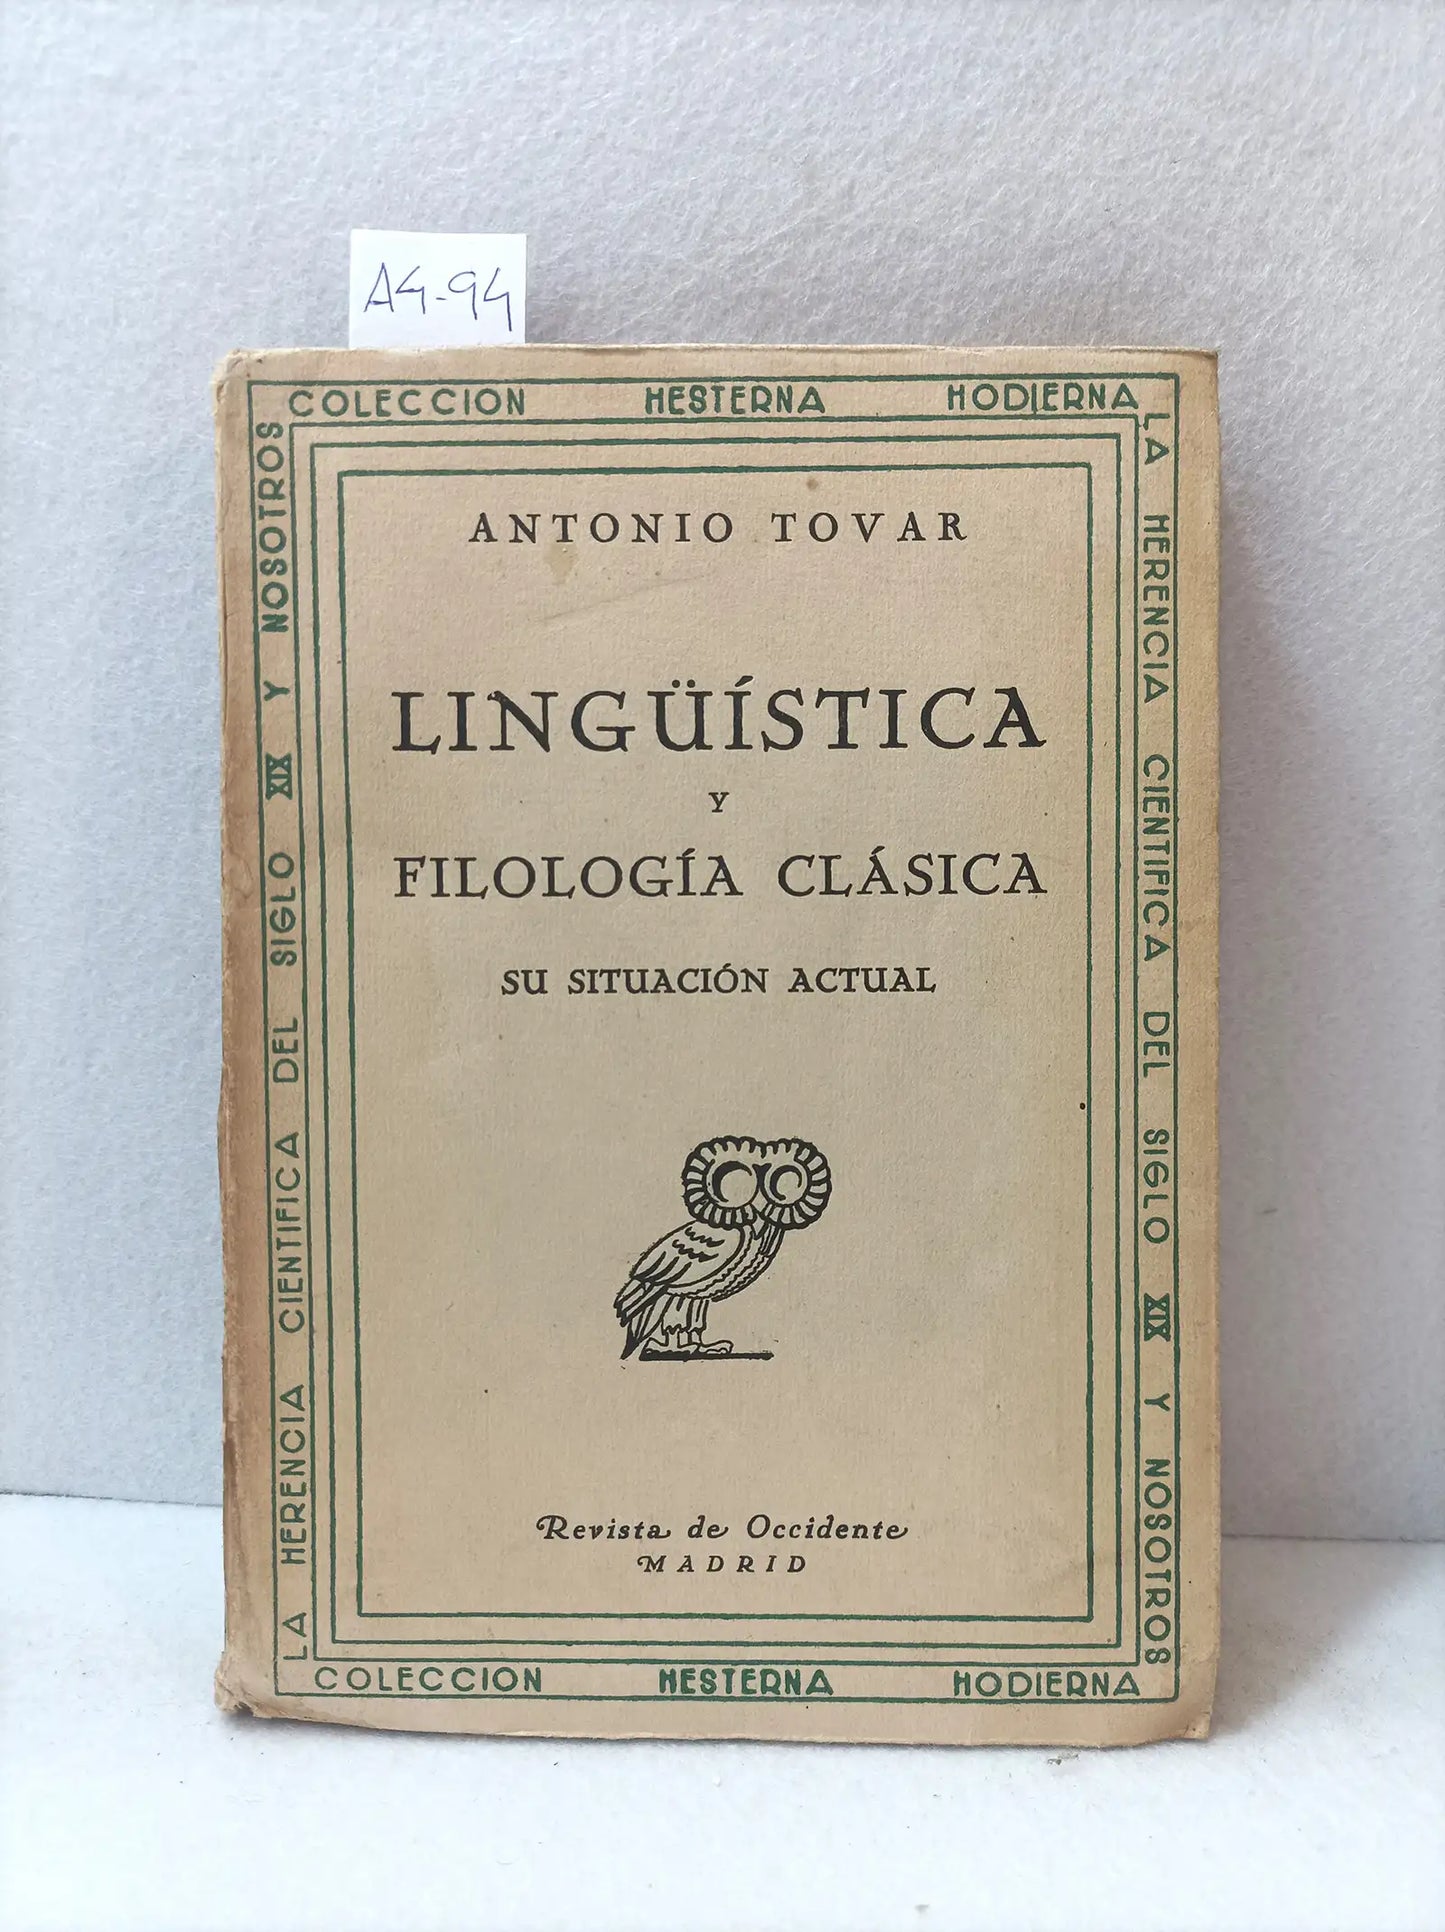 A4-94
COLECCION HESTERNA HODIERNA
LA HERENCIA CIENTIFICA DEL SIGLO XIX Y NOSOTROS
LA HERENCIA CIENTIFICA DEL SIGLO XIX Y NOSOTROS
ANTONIO TOVAR
LINGÜÍSTICA
Y
FILOLOGÍA CLÁSICA
SU SITUACIÓN ACTUAL
Revista de Occidente
MADRID
COLECCION HESTERNA HODIERNA